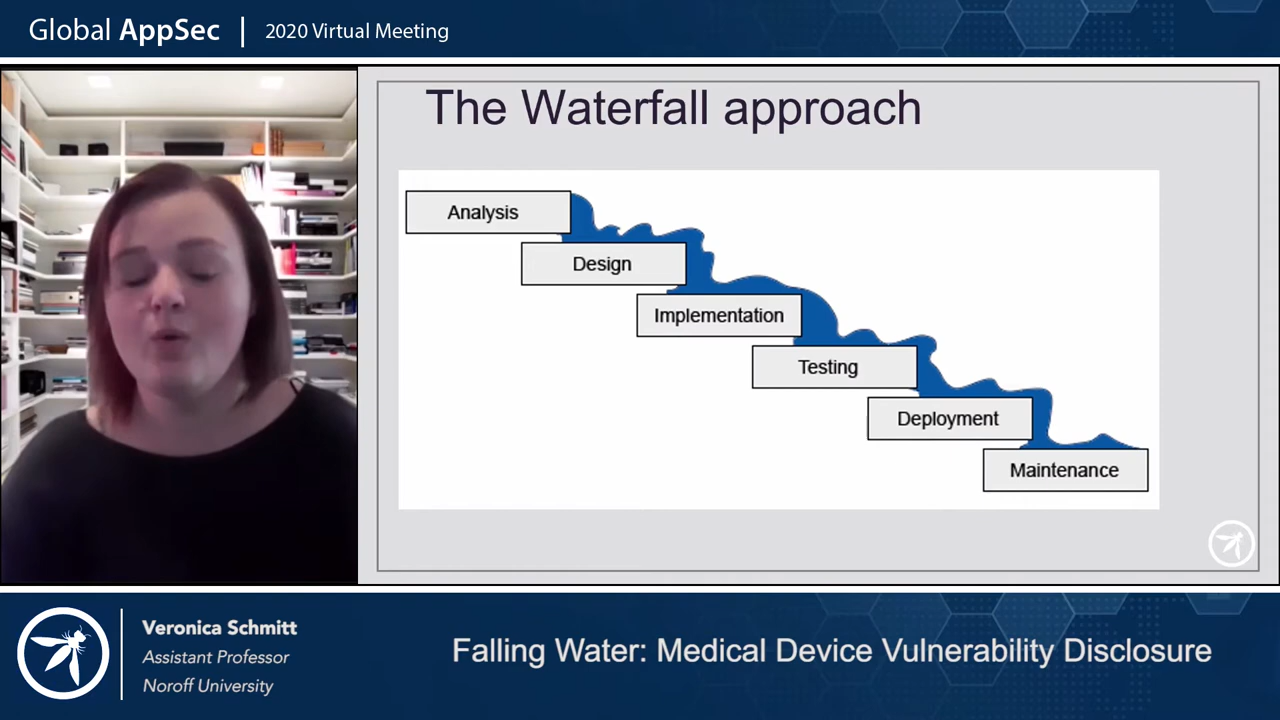 Global AppSec | 2020 Virtual Meeting
The Waterfall approach
Analysis
Design
Implementation
Testing
Deployment
Maintenance
Veronica Schmitt
Assistant Professor
Noroff University
Falling Water: Medical Device Vulnerability Disclosure